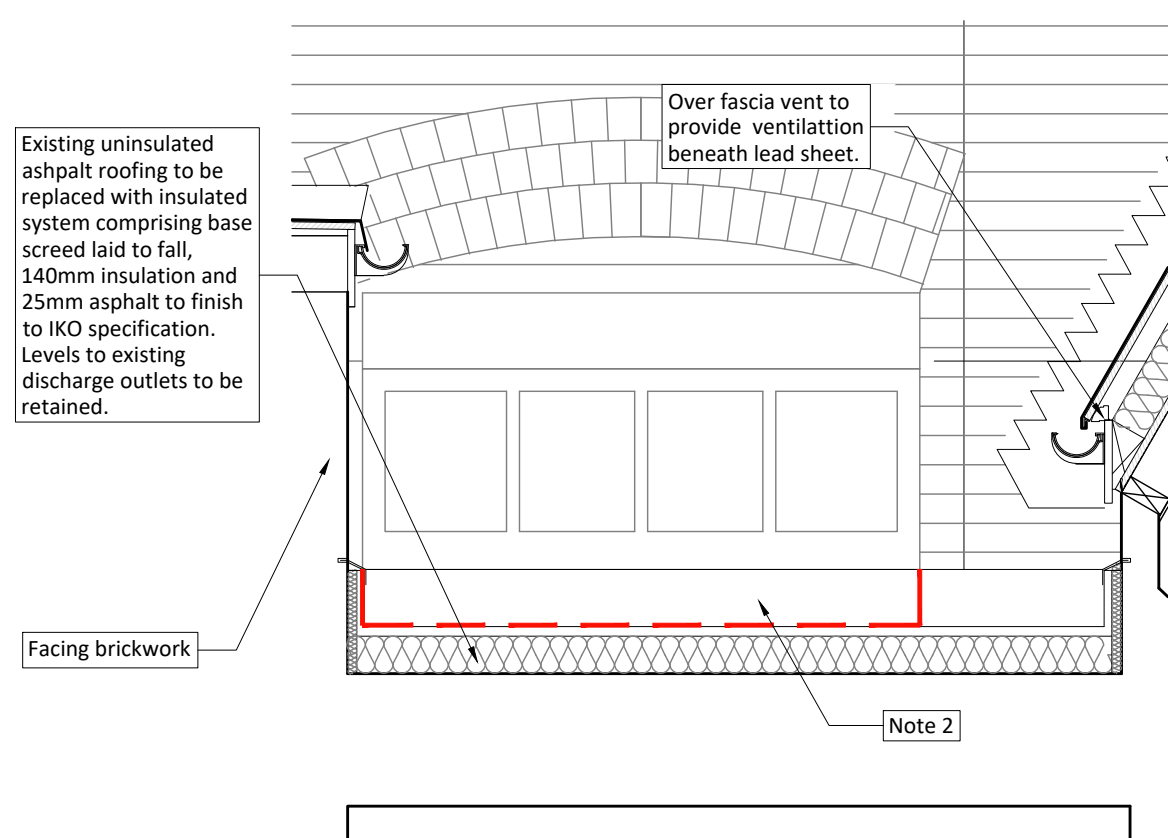 Existing uninsulated
ashpalt roofing to be
replaced with insulated
system comprising base
screed laid to fall,
140mm insulation and
25mm asphalt to finish
to IKO specification.
Levels to existing
discharge outlets to be
retained.
Over fascia vent to
provide ventilattion
beneath lead sheet.
Facing brickwork
Note 2